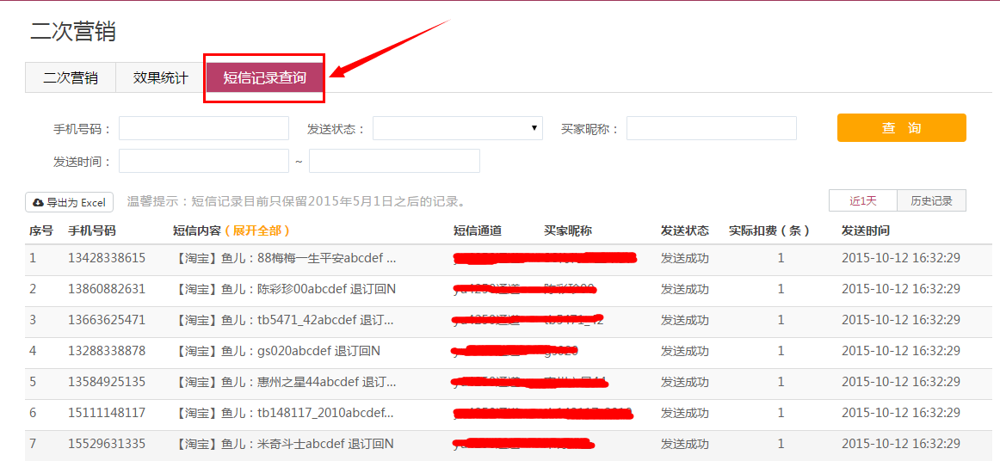 二次营销
二次营销 效果统计 短信记录查询
手机号码： 发送状态： 买家昵称： 查 询
发送时间： ~
导出为 Excel 温馨提示：短信记录目前只保留2015年5月1日之后的记录。 近1天 历史记录
序号 手机号码 短信内容（展开全部） 短信通道 买家昵称 发送状态 实际扣费（条） 发送时间
1 13428338615 【淘宝】鱼儿：88梅梅一生平安abcdef ... 发送成功 1 2015-10-12 16:32:29
2 13860882631 【淘宝】鱼儿：陈彩珍00abcdef 退订回N 发送成功 1 2015-10-12 16:32:29
3 13663625471 【淘宝】鱼儿：tb5471_42abcdef 退订... 发送成功 1 2015-10-12 16:32:29
4 13288338878 【淘宝】鱼儿：gs020abcdef 退订回N 发送成功 1 2015-10-12 16:32:29
5 13584925135 【淘宝】鱼儿：惠州之星44abcdef 退订... 发送成功 1 2015-10-12 16:32:29
6 15111148117 【淘宝】鱼儿：tb148117_2010abcdef... 发送成功 1 2015-10-12 16:32:29
7 15529631335 【淘宝】鱼儿：米奇斗士abcdef 退订回N 发送成功 1 2015-10-12 16:32:29